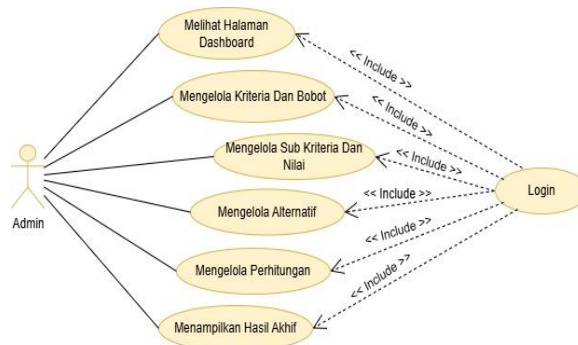 Melihat Halaman
Dashboard
<< Include >>
Mengelola Kriteria Dan Bobot
<< Include >>
Mengelola Sub Kriteria Dan
Nilai
<< Include >>
Admin
Mengelola Alternatif
<< Include >>
Login
Mengelola Perhitungan
<< Include >>
Menampilkan Hasil Akhif
<< Include >>